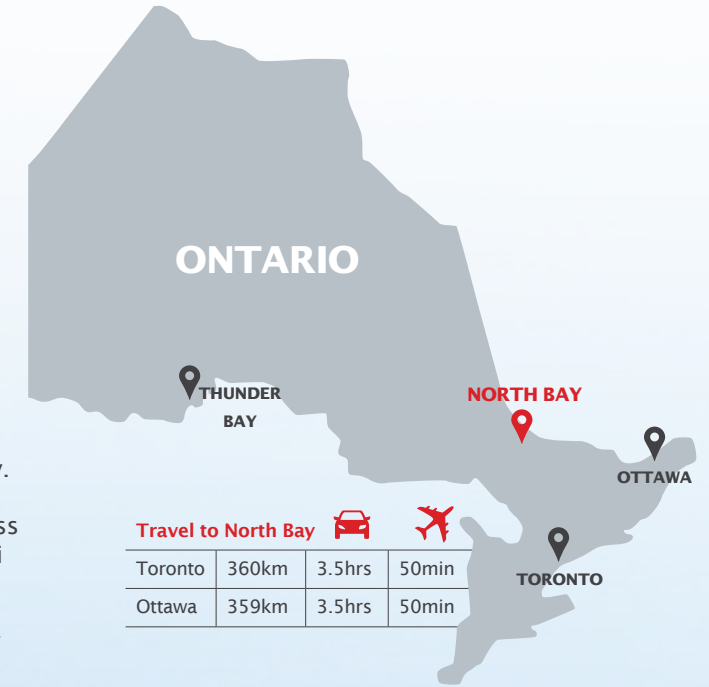 ONTARIO
THUNDER
BAY
NORTH BAY
OTTAWA
TORONTO
Travel to North Bay
Toronto 360km 3.5hrs 50min
Ottawa 359km 3.5hrs 50min